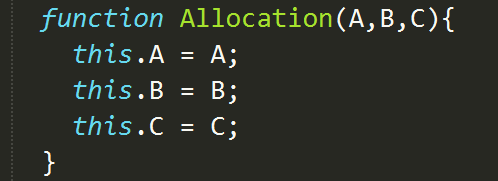 function Allocation(A,B,C){
this.A = A;
this.B = B;
this.C = C;
}